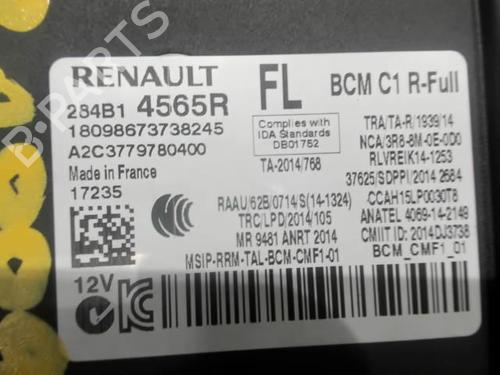 RENAULT
FL
BCM C1 R-Full
284B1 4565R
18098673738245
A2C3779780400
Made in France
17235
Complies with
IDA Standards
DB01752
TA-2014/768
TRA/TA-R/1939/14
NCA/3R8-8M-0E-0D0
RLVREIK14-1253
37625/SDPPI/2014 2584
RAAU/62B/0714/S(14-1324)
CCAH15LP0030T8
TRC/LPD/2014/105
ANATEL 4069-14-2149
MR 9481 ANRT 2014
CMIIT ID: 2014DJ3738
MSIP-RRM-TAL-BCM-CMF1-01
BCM_CMF1_01
12V
B-PARTS